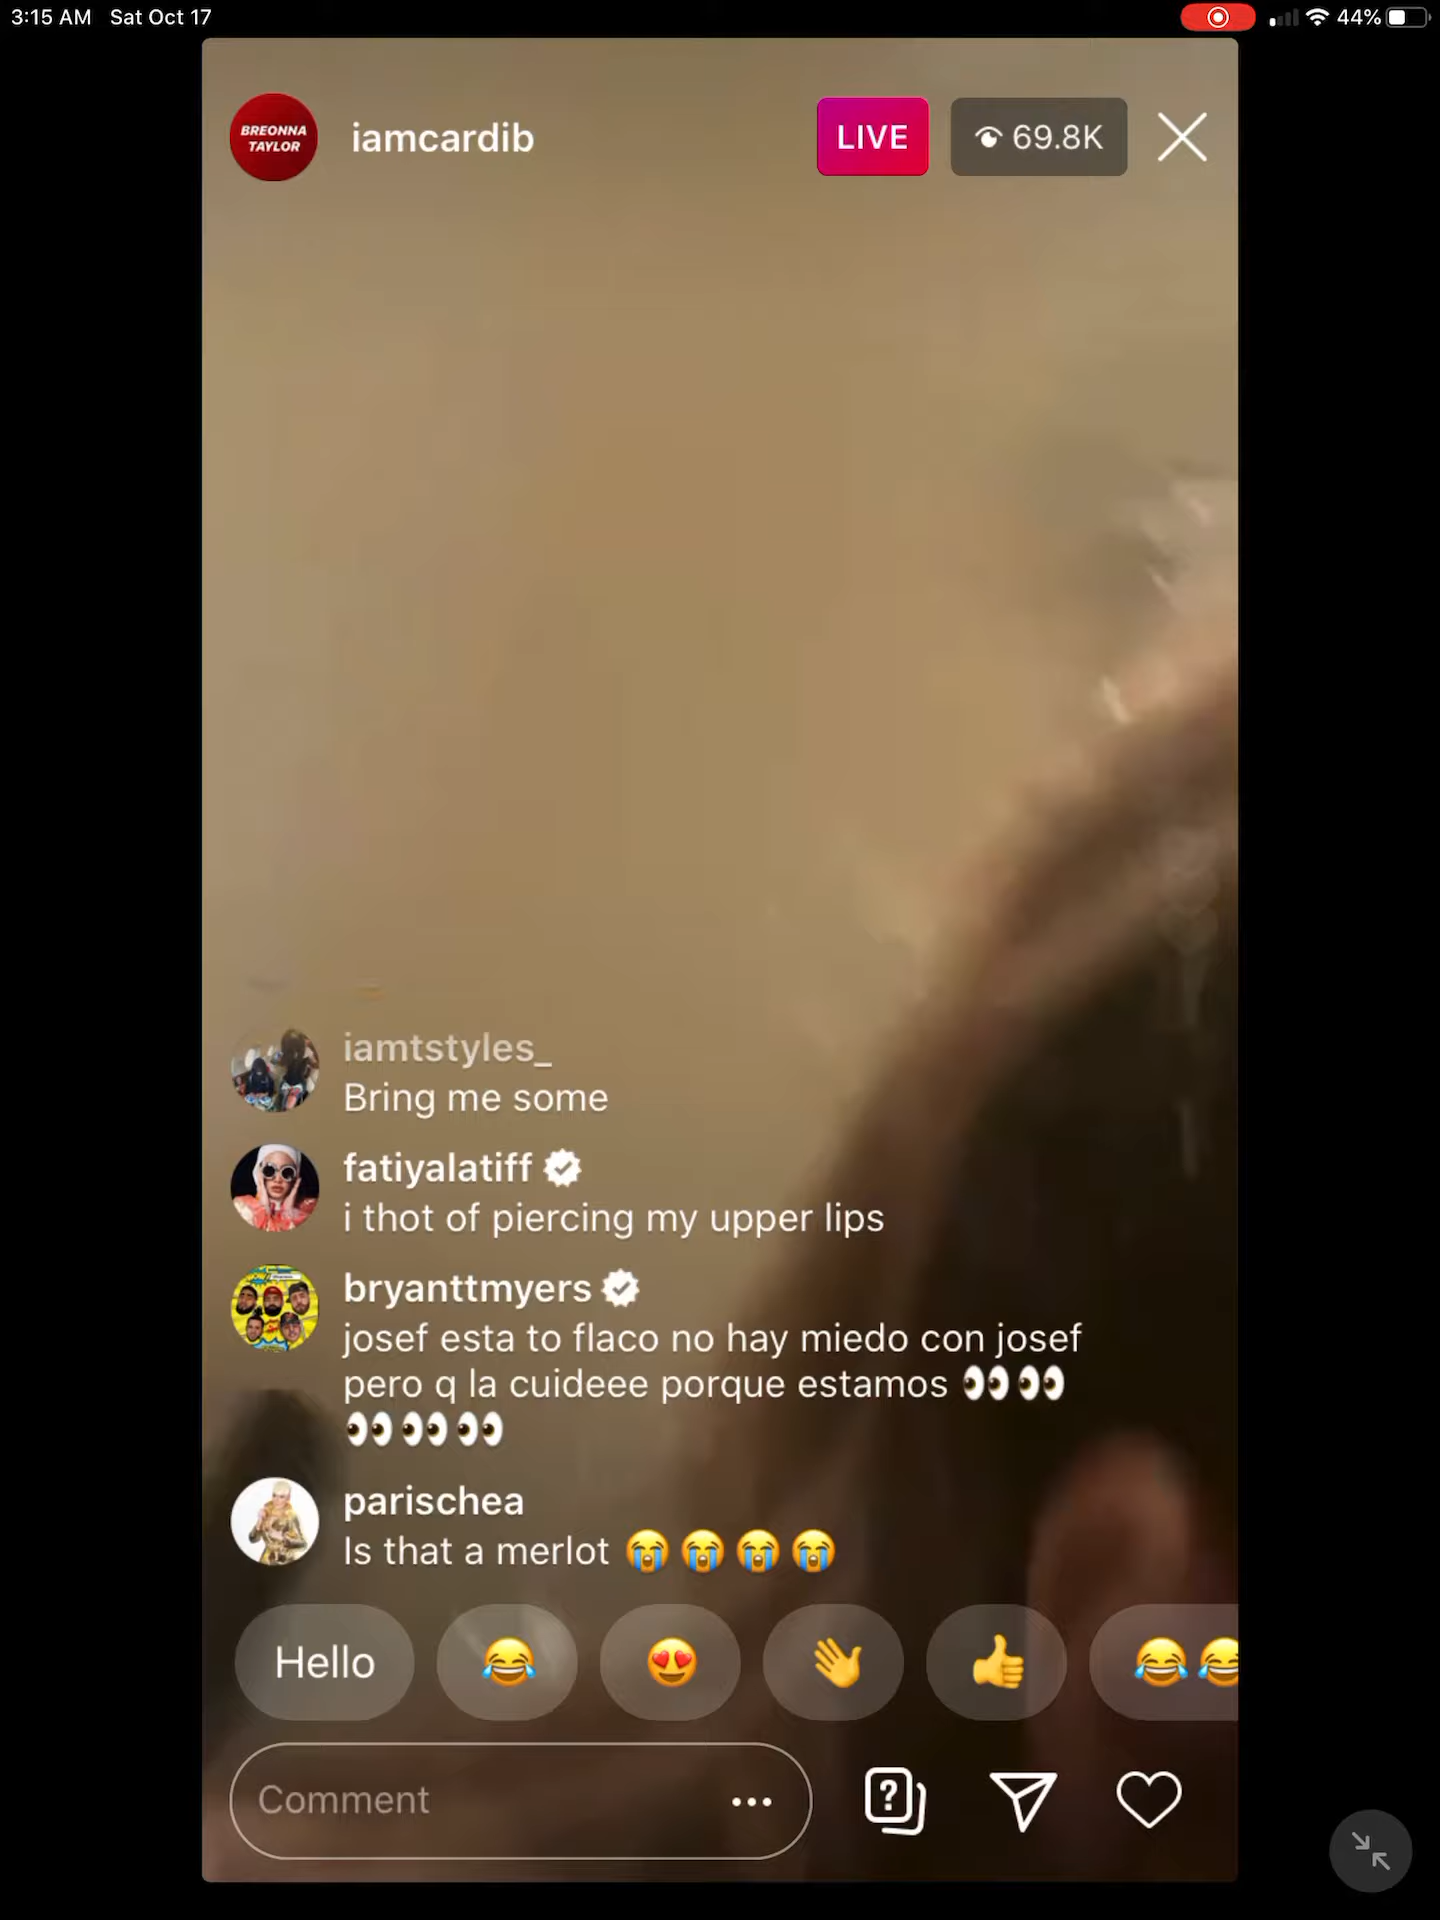 3:15 AM Sat Oct 17
44%
BREONNA
TAYLOR
iamcardib
LIVE
69.8K
iamtstyles_
Bring me some
fatiyalatiff
i thot of piercing my upper lips
bryanttmyers
josef esta to flaco no hay miedo con josef
pero q la cuideee porque estamos 👀👀
👀👀👀
parischea
Is that a merlot 😭😭😭😭
Hello 😂 😍 👋 👍 😂😂
Comment